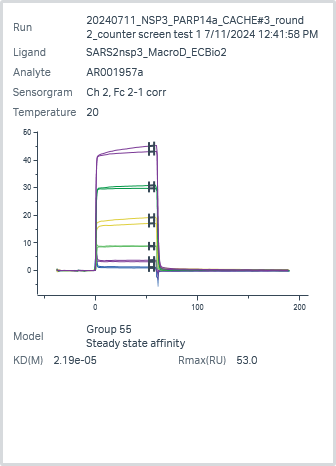 Run 20240711_NSP3_PARP14a_CACHE#3_round
2_counter screen test 1 7/11/2024 12:41:58 PM
Ligand SARS2nsp3_MacroD_ECBio2
Analyte AR001957a
Sensorgram Ch 2, Fc 2-1 corr
Temperature 20
60
50
40
30
20
10
0
0 100 200
Model Group 55
Steady state affinity
KD(M) 2.19e-05 Rmax(RU) 53.0